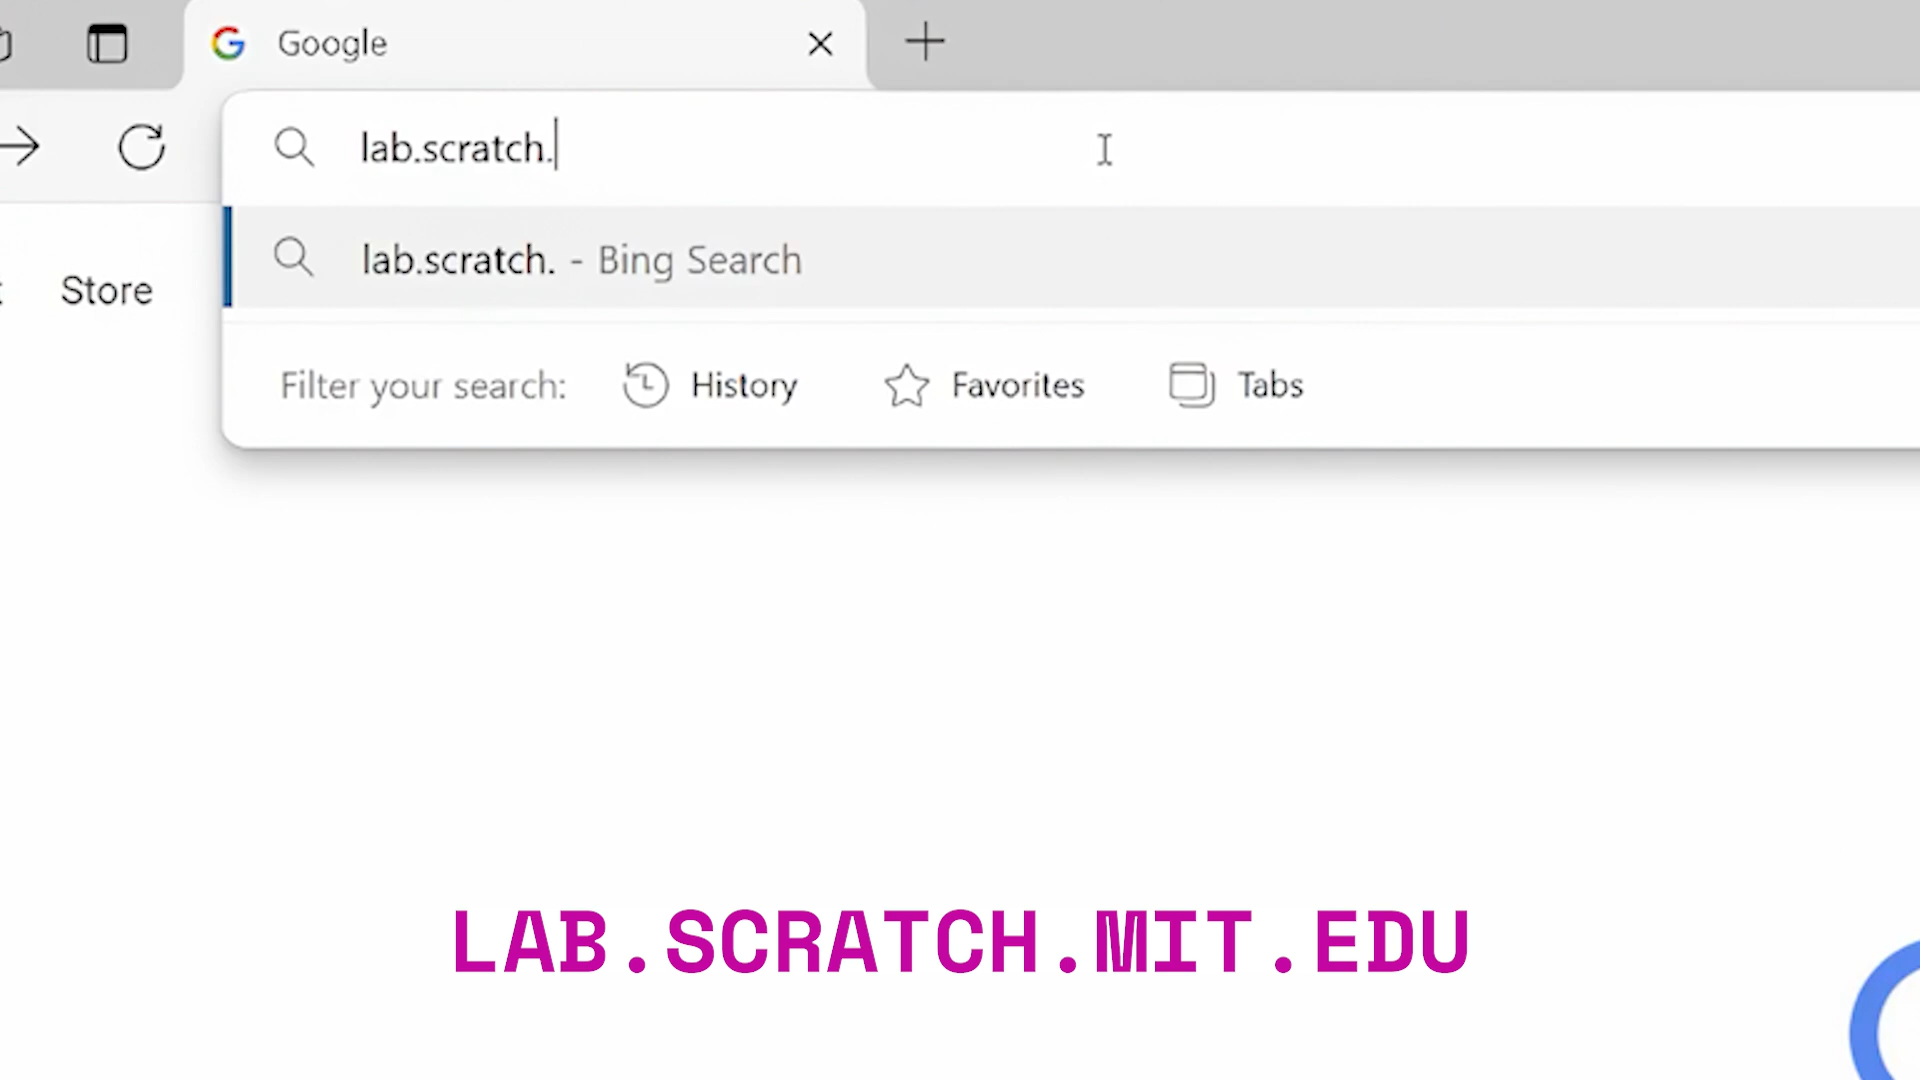 Google
lab.scratch.
lab.scratch. - Bing Search
Store
Filter your search: History Favorites Tabs
LAB.SCRATCH.MIT.EDU